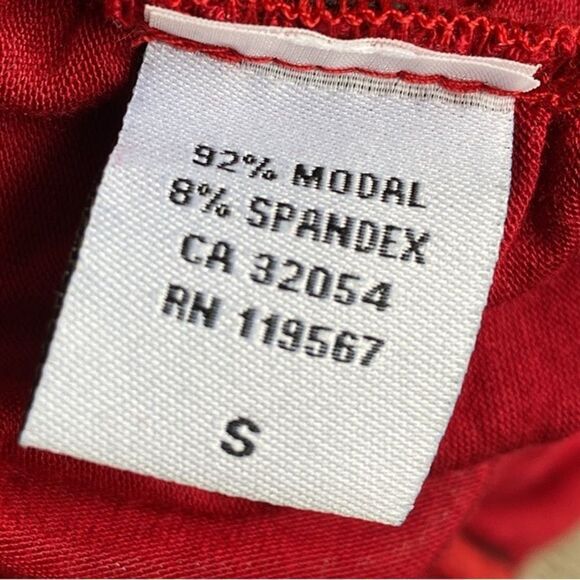 92% MODAL
8% SPANDEX
CA 32054
RN 119567
S